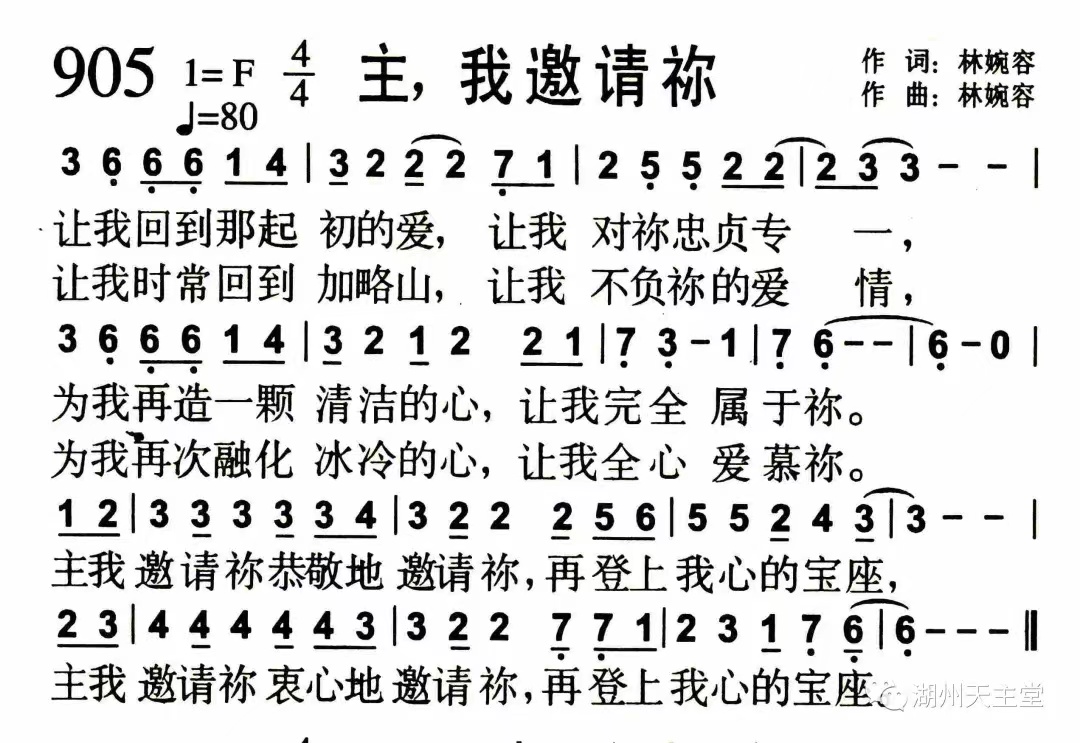 905 1=F 4/4 主，我邀请祢 作 词：林婉容
♩=80 作 曲：林婉容
3 6 6 6 1 4 | 3 2 2 2 7 1 | 2 5 5 2 2 | 2 3 3 - - |
让我回到那起 初的爱， 让我 对祢忠贞专 一，
让我时常回到 加略山， 让我 不负祢的爱 情，
3 6 6 6 1 4 | 3 2 1 2 2 1 | 7 3 - 1 | 7 6 - - | 6 - 0 |
为我再造一颗 清洁的心，让我完全 属于祢。
为我再次融化 冰冷的心，让我全心 爱慕祢。
1 2 | 3 3 3 3 3 4 | 3 2 2 2 5 6 | 5 5 2 4 3 | 3 - - |
主我 邀请祢恭敬地 邀请祢，再登上我心的宝座，
2 3 | 4 4 4 4 4 3 | 3 2 2 7 7 1 | 2 3 1 7 6 | 6 - - - ‖
主我 邀请祢衷心地 邀请祢，再登上我心的宝座。
湖州天主堂